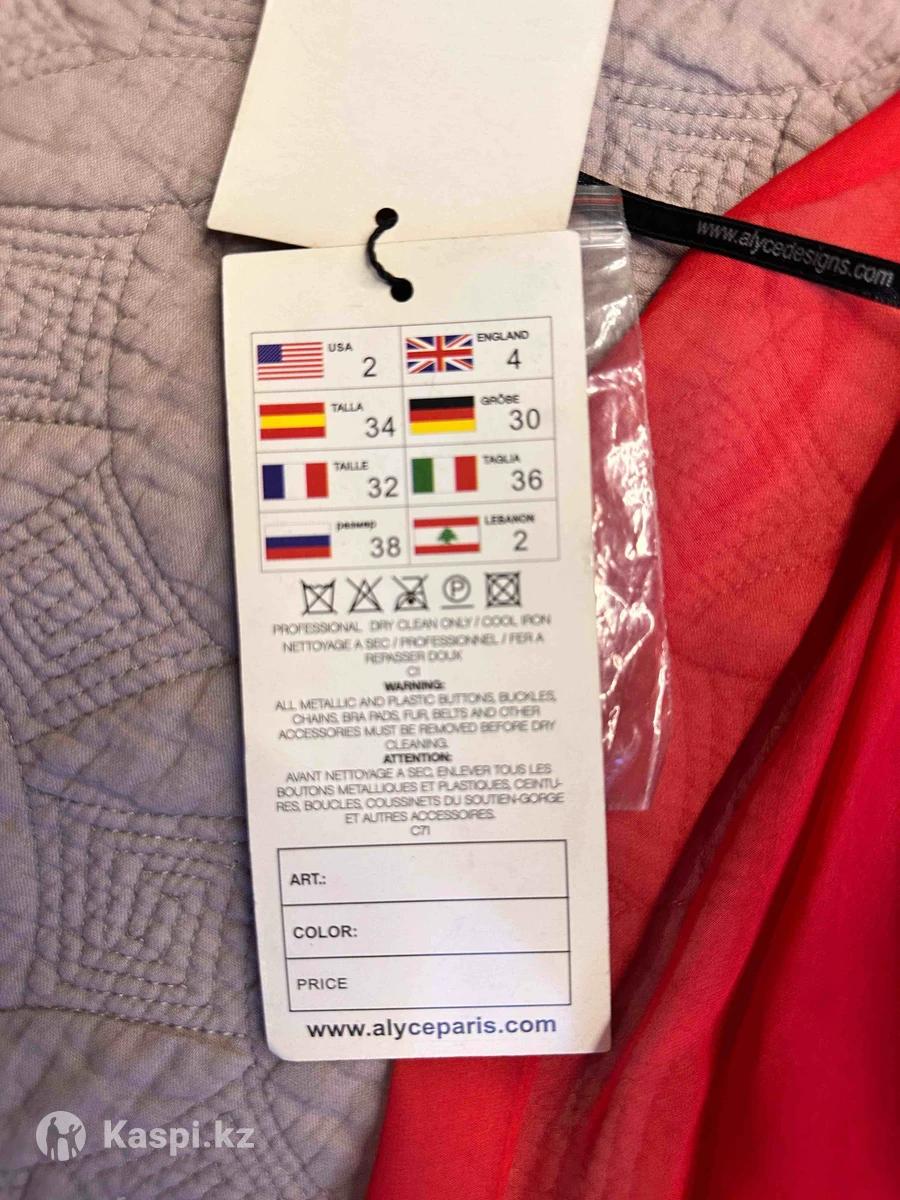 www.alycedesigns.com
USA 2
ENGLAND 4
TALLA 34
GRÖBE 30
TAILLE 32
TAGLIA 36
размер 38
LEBANON 2
P
PROFESSIONAL DRY CLEAN ONLY / COOL IRON
NETTOYAGE A SEC / PROFESSIONNEL / FER A
REPASSER DOUX
C1
WARNING:
ALL METALLIC AND PLASTIC BUTTONS, BUCKLES,
CHAINS, BRA PADS, FUR, BELTS AND OTHER
ACCESSORIES MUST BE REMOVED BEFORE DRY
CLEANING.
ATTENTION:
AVANT NETTOYAGE A SEC, ENLEVER TOUS LES
BOUTONS METALLIQUES ET PLASTIQUES, CEINTU-
RES, BOUCLES, COUSSINETS DU SOUTIEN-GORGE
ET AUTRES ACCESSOIRES.
C71
ART.:
COLOR:
PRICE
www.alyceparis.com
Kaspi.kz